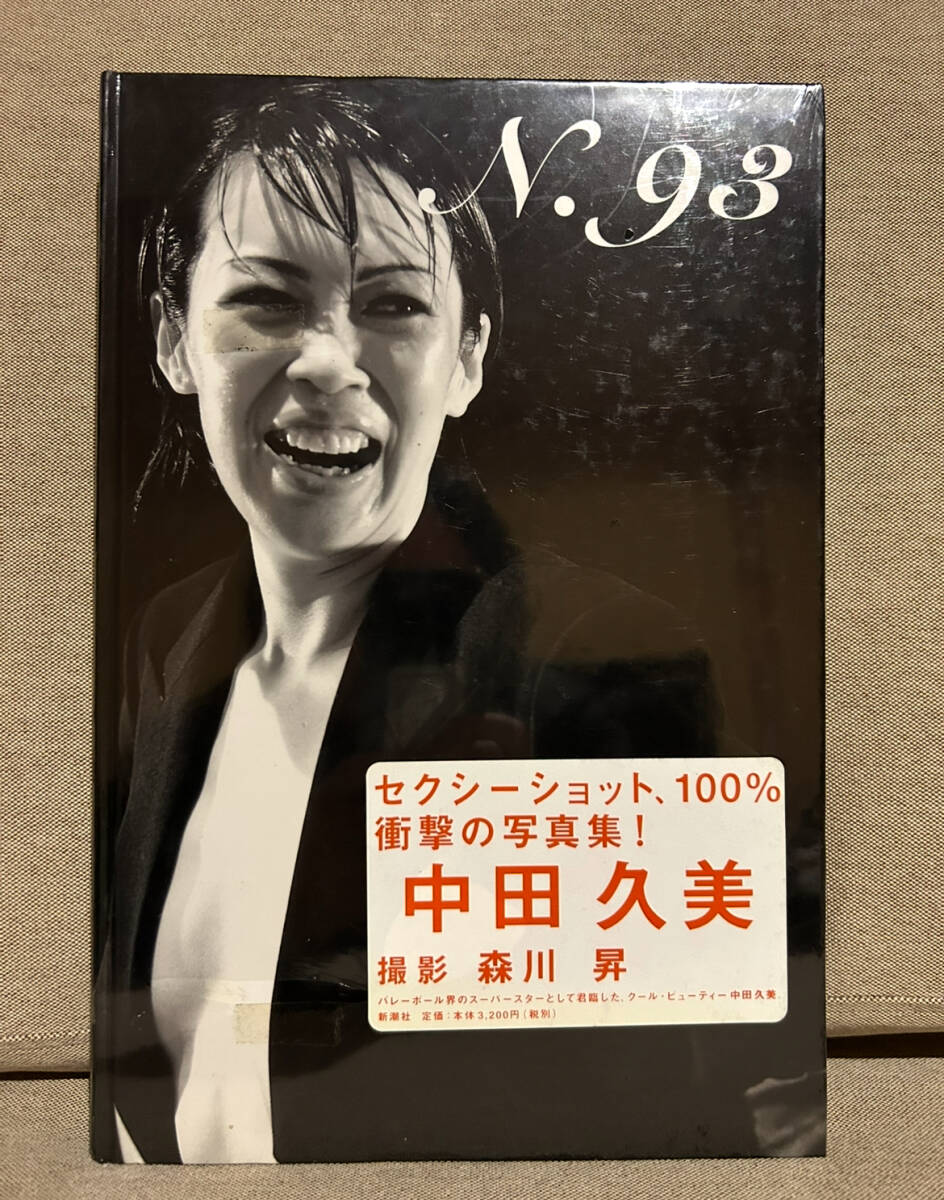 N. 93
セクシーショット、100%
衝撃の写真集！
中田 久美
撮影 森川 昇
バレーボール界のスーパースターとして君臨した、クール・ビューティー中田久美。
新潮社 定価：本体3,200円（税別）